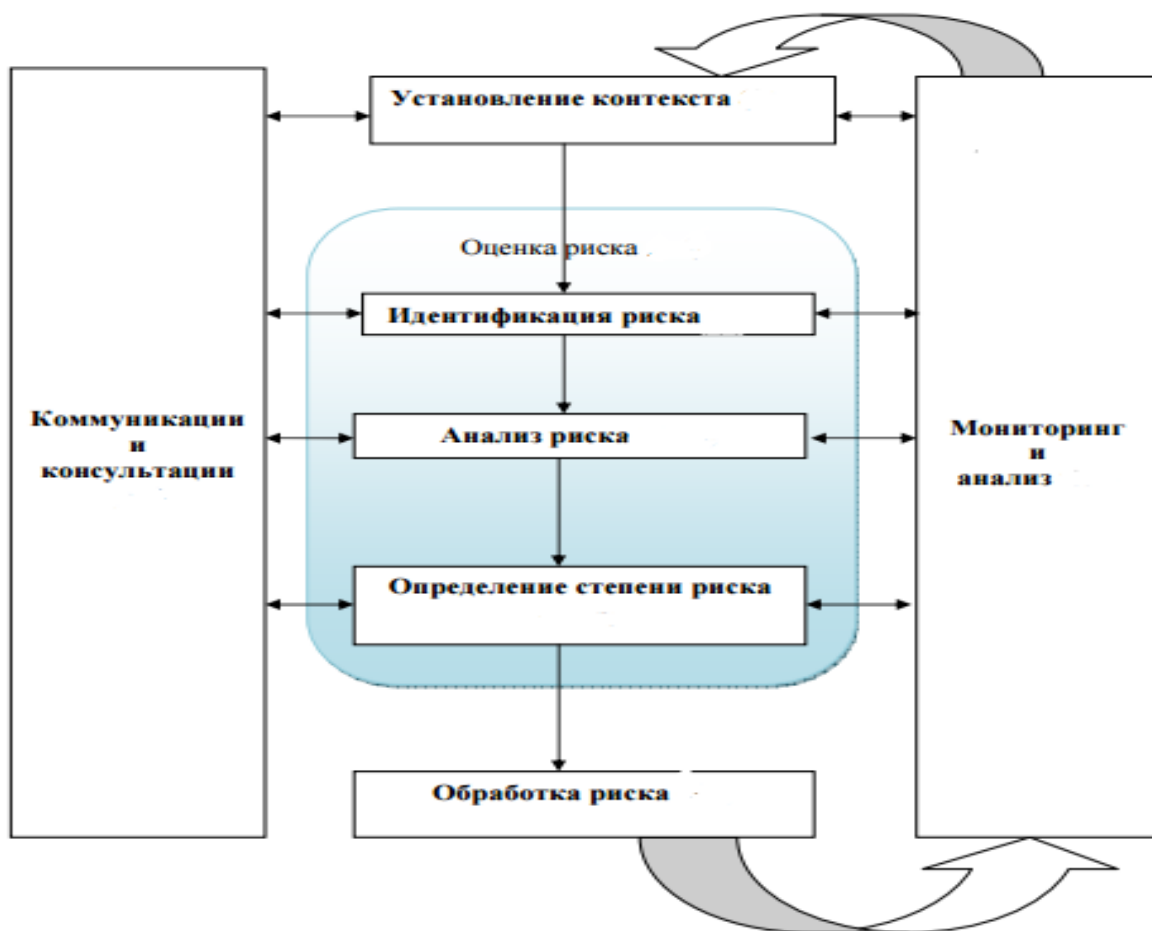 Установление контекста
Оценка риска
Идентификация риска
Коммуникации
и
консультации
Анализ риска
Мониторинг
и
анализ
Определение степени риска
Обработка риска